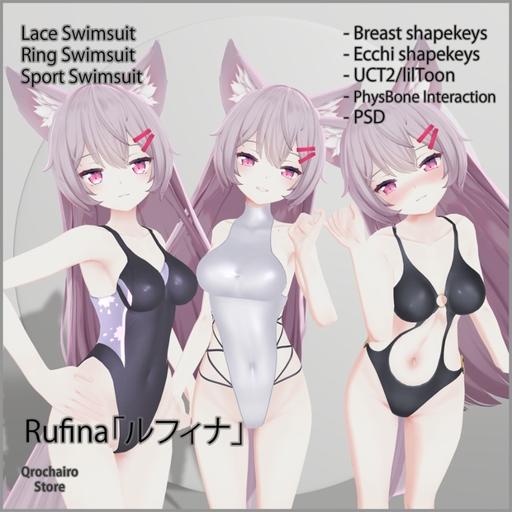 Lace Swimsuit
Ring Swimsuit
Sport Swimsuit
- Breast shapekeys
- Ecchi shapekeys
- UCT2/lilToon
- PhysBone Interaction
- PSD
Rufina「ルフィナ」
Qrochairo
Store